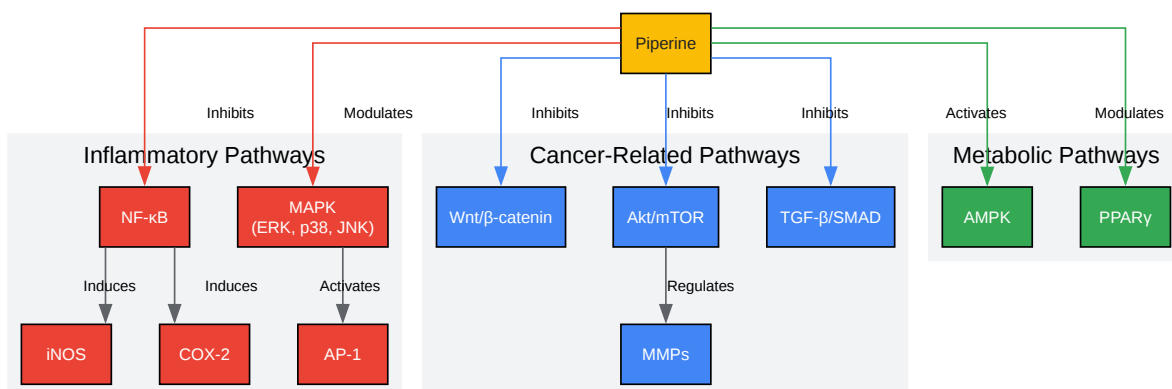 Piperine
Inhibits
Modulates
Inhibits
Inhibits
Inhibits
Activates
Modulates
Inflammatory Pathways
Cancer-Related Pathways
Metabolic Pathways
NF-κB
MAPK
(ERK, p38, JNK)
Wnt/β-catenin
Akt/mTOR
TGF-β/SMAD
AMPK
PPARγ
Induces
Induces
Activates
Regulates
iNOS
COX-2
AP-1
MMPs